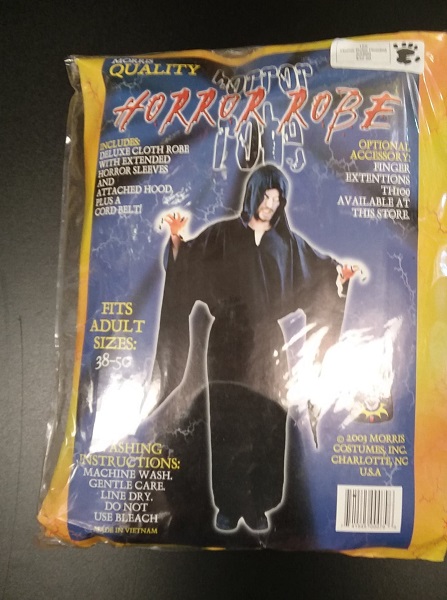 MORRIS
QUALITY
HORROR ROBE
INCLUDES:
DELUXE CLOTH ROBE
WITH EXTENDED
HORROR SLEEVES
AND
ATTACHED HOOD
PLUS A
CORD BELT!
OPTIONAL
ACCESSORY:
FINGER
EXTENTIONS
TH100
AVAILABLE AT
THIS STORE.
FITS
ADULT
SIZES:
38-50
WASHING
INSTRUCTIONS:
MACHINE WASH.
GENTLE CARE.
LINE DRY.
DO NOT
USE BLEACH
MADE IN VIETNAM
© 2003 MORRIS
COSTUMES, INC.
CHARLOTTE, NC
U.S.A